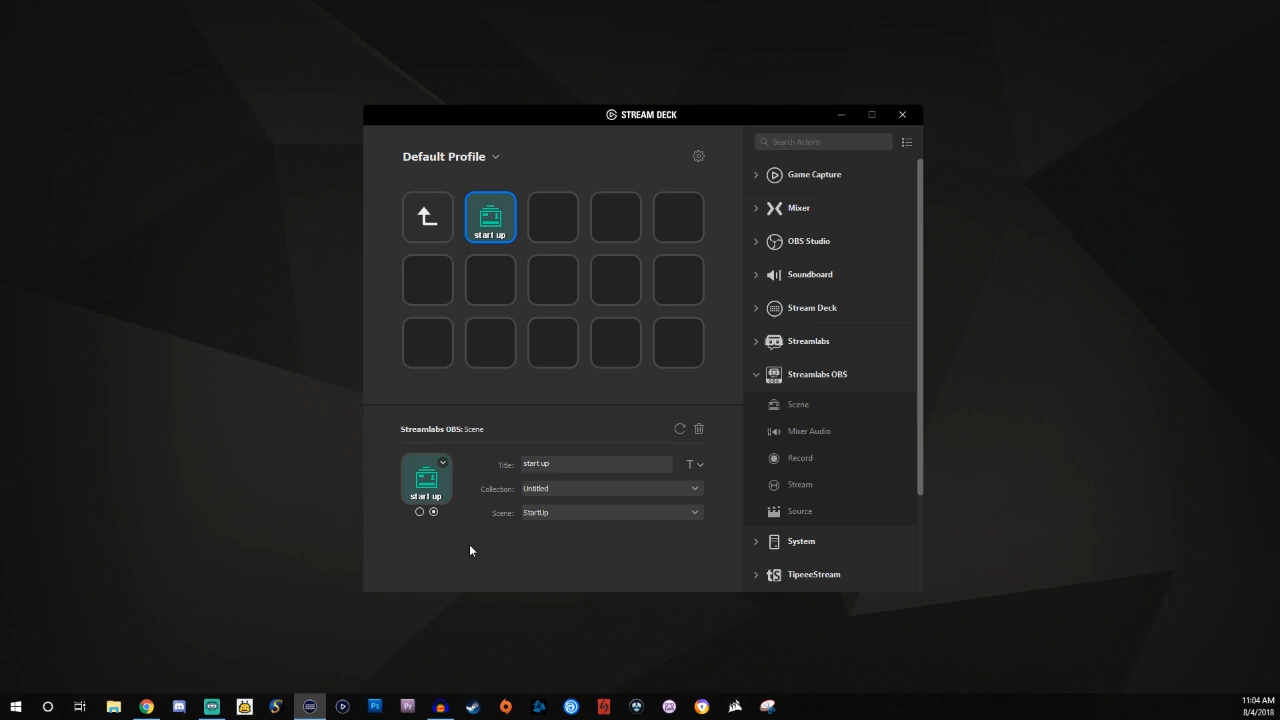 STREAM DECK
Default Profile
Search Actions
start up
Game Capture
Mixer
OBS Studio
Soundboard
Stream Deck
Streamlabs
Streamlabs OBS
Scene
Mixer Audio
Record
Stream
Source
System
TipeeeStream
Streamlabs OBS: Scene
start up
Title: start up
T
Collection: Untitled
Scene: StartUp
11:04 AM
8/4/2018